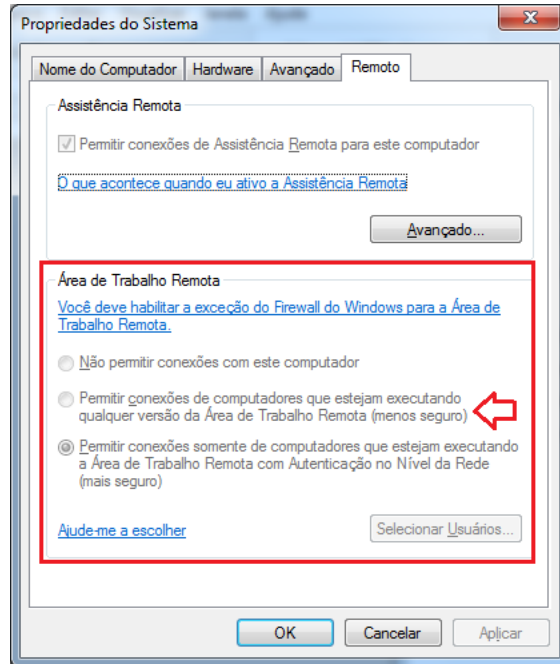 Propriedades do Sistema
Nome do Computador Hardware Avançado Remoto
Assistência Remota
Permitir conexões de Assistência Remota para este computador
O que acontece quando eu ativo a Assistência Remota
Avançado...
Área de Trabalho Remota
Você deve habilitar a exceção do Firewall do Windows para a Área de
Trabalho Remota.
Não permitir conexões com este computador
Permitir conexões de computadores que estejam executando
qualquer versão da Área de Trabalho Remota (menos seguro)
Permitir conexões somente de computadores que estejam executando
a Área de Trabalho Remota com Autenticação no Nível da Rede
(mais seguro)
Ajude-me a escolher
Selecionar Usuários...
OK Cancelar Aplicar